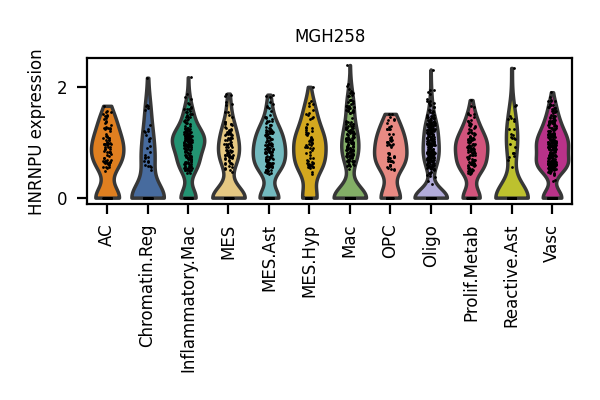 MGH258
HNRNPU expression
2
0
AC
Chromatin.Reg
Inflammatory.Mac
MES
MES.Ast
MES.Hyp
Mac
OPC
Oligo
Prolif.Metab
Reactive.Ast
Vasc